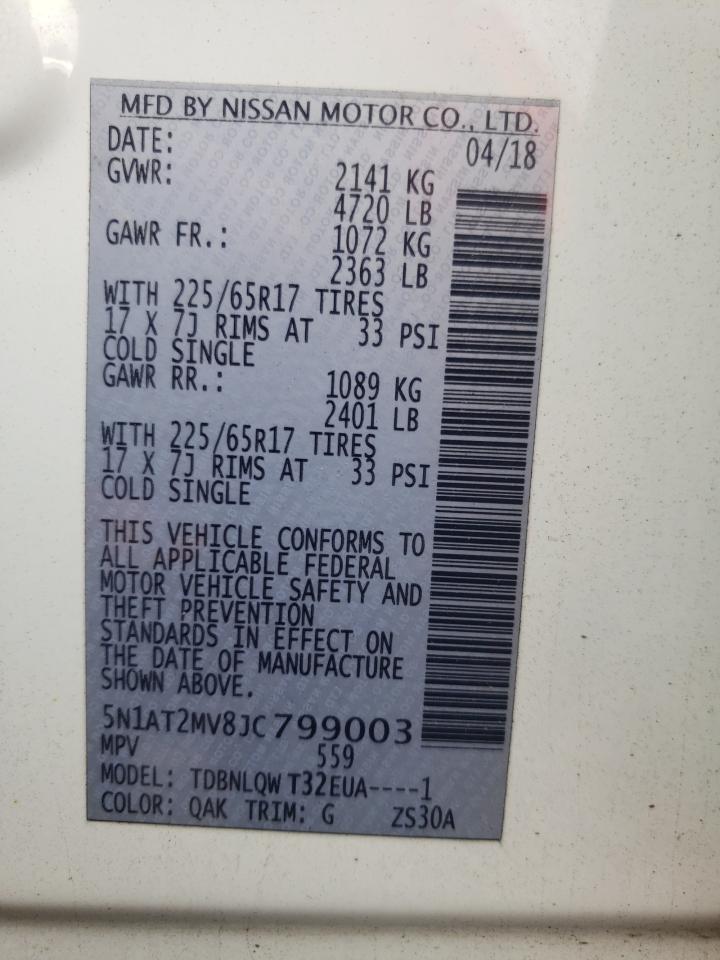 MFD BY NISSAN MOTOR CO., LTD.
DATE: 04/18
GVWR: 2141 KG
4720 LB
GAWR FR.: 1072 KG
2363 LB
WITH 225/65R17 TIRES
17 X 7J RIMS AT 33 PSI
COLD SINGLE
GAWR RR.: 1089 KG
2401 LB
WITH 225/65R17 TIRES
17 X 7J RIMS AT 33 PSI
COLD SINGLE
THIS VEHICLE CONFORMS TO
ALL APPLICABLE FEDERAL
MOTOR VEHICLE SAFETY AND
THEFT PREVENTION
STANDARDS IN EFFECT ON
THE DATE OF MANUFACTURE
SHOWN ABOVE.
5N1AT2MV8JC799003
MPV 559
MODEL: TDBNLQW T32EUA----1
COLOR: QAK TRIM: G ZS30A